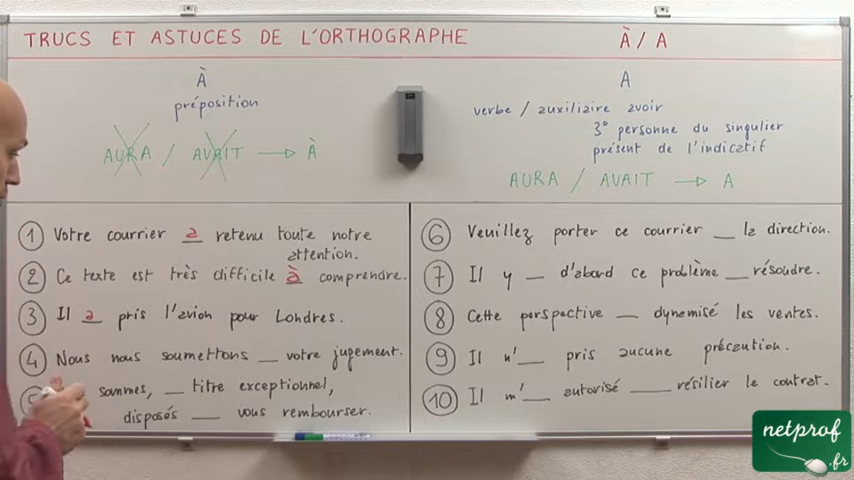 TRUCS ET ASTUCES DE L'ORTHOGRAPHE
À / A
À
préposition
AURA / AVAIT → À
A
verbe / auxiliaire avoir
3° personne du singulier
présent de l'indicatif
AURA / AVAIT → A
1 Votre courrier a retenu toute notre
attention.
2 Ce texte est très difficile à comprendre.
3 Il a pris l'avion pour Londres.
4 Nous nous soumettons __ votre jugement.
5 sommes, __ titre exceptionnel,
disposés __ vous rembourser.
6 Veuillez porter ce courrier __ la direction.
7 Il y __ d'abord ce problème __ résoudre.
8 Cette perspective __ dynamisé les ventes.
9 Il n'__ pris aucune précaution.
10 Il m'__ autorisé __ résilier le contrat.
netprof
.fr